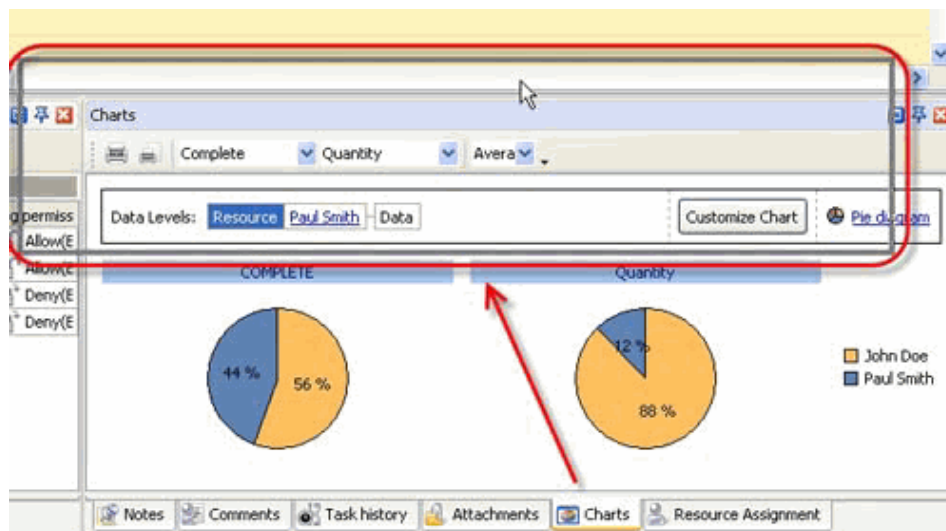 Charts
Complete Quantity Avera
Data Levels: Resource Paul Smith Data Customize Chart Pie diagram
permiss
Allow(E
Allow(E
Deny(E
Deny(E
COMPLETE Quantity
44 % 56 %
12 %
88 %
John Doe
Paul Smith
Notes Comments Task history Attachments Charts Resource Assignment